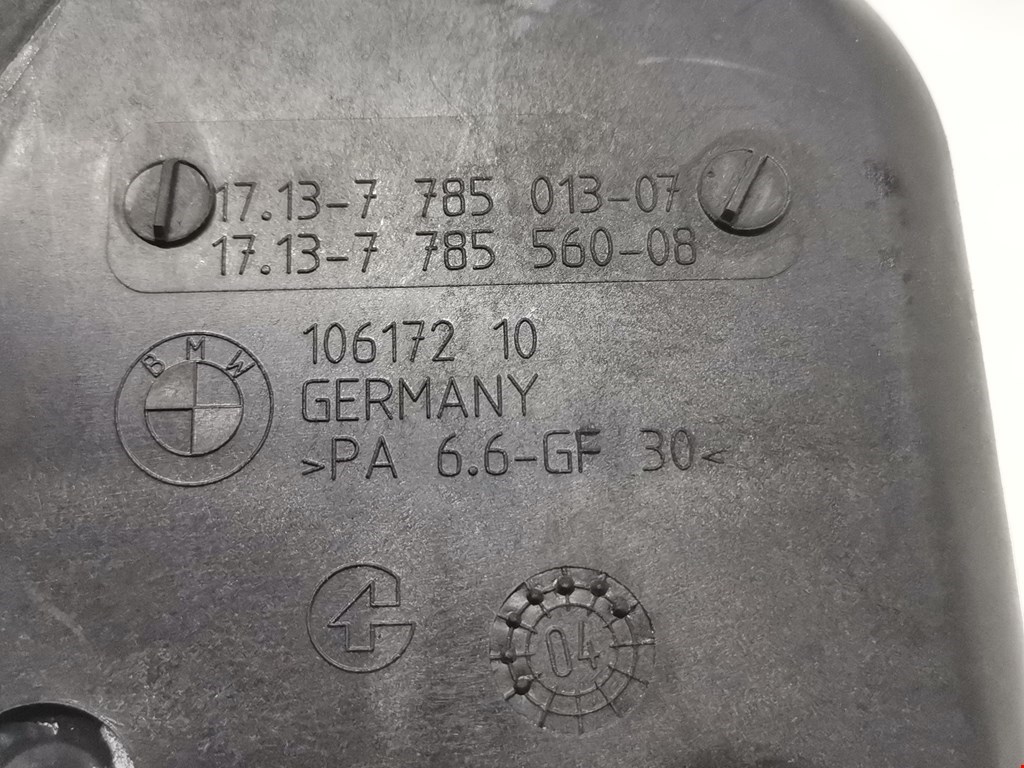 17.13-7 785 013-07
17.13-7 785 560-08
BMW
106172 10
GERMANY
>PA 6.6-GF 30<
04